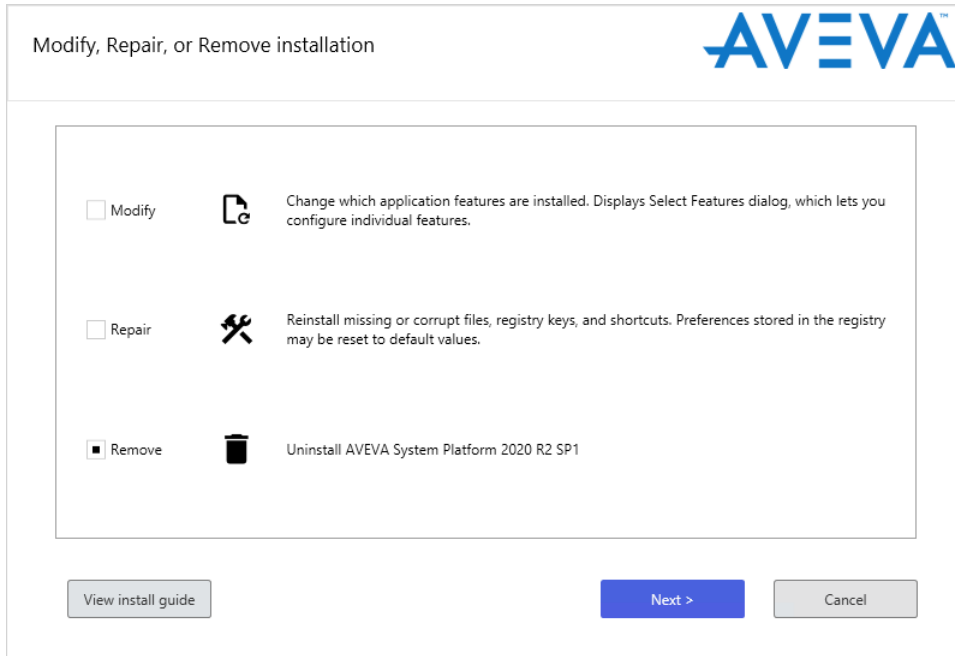 Modify, Repair, or Remove installation
AVEVA™
Modify
Change which application features are installed. Displays Select Features dialog, which lets you
configure individual features.
Repair
Reinstall missing or corrupt files, registry keys, and shortcuts. Preferences stored in the registry
may be reset to default values.
Remove
Uninstall AVEVA System Platform 2020 R2 SP1
View install guide
Next >
Cancel